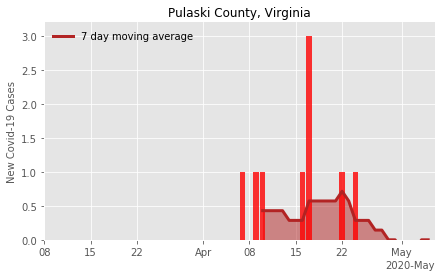 Pulaski County, Virginia
7 day moving average
New Covid-19 Cases
3.0
2.5
2.0
1.5
1.0
0.5
0.0
08 15 22 Apr 08 15 22 May
2020-May